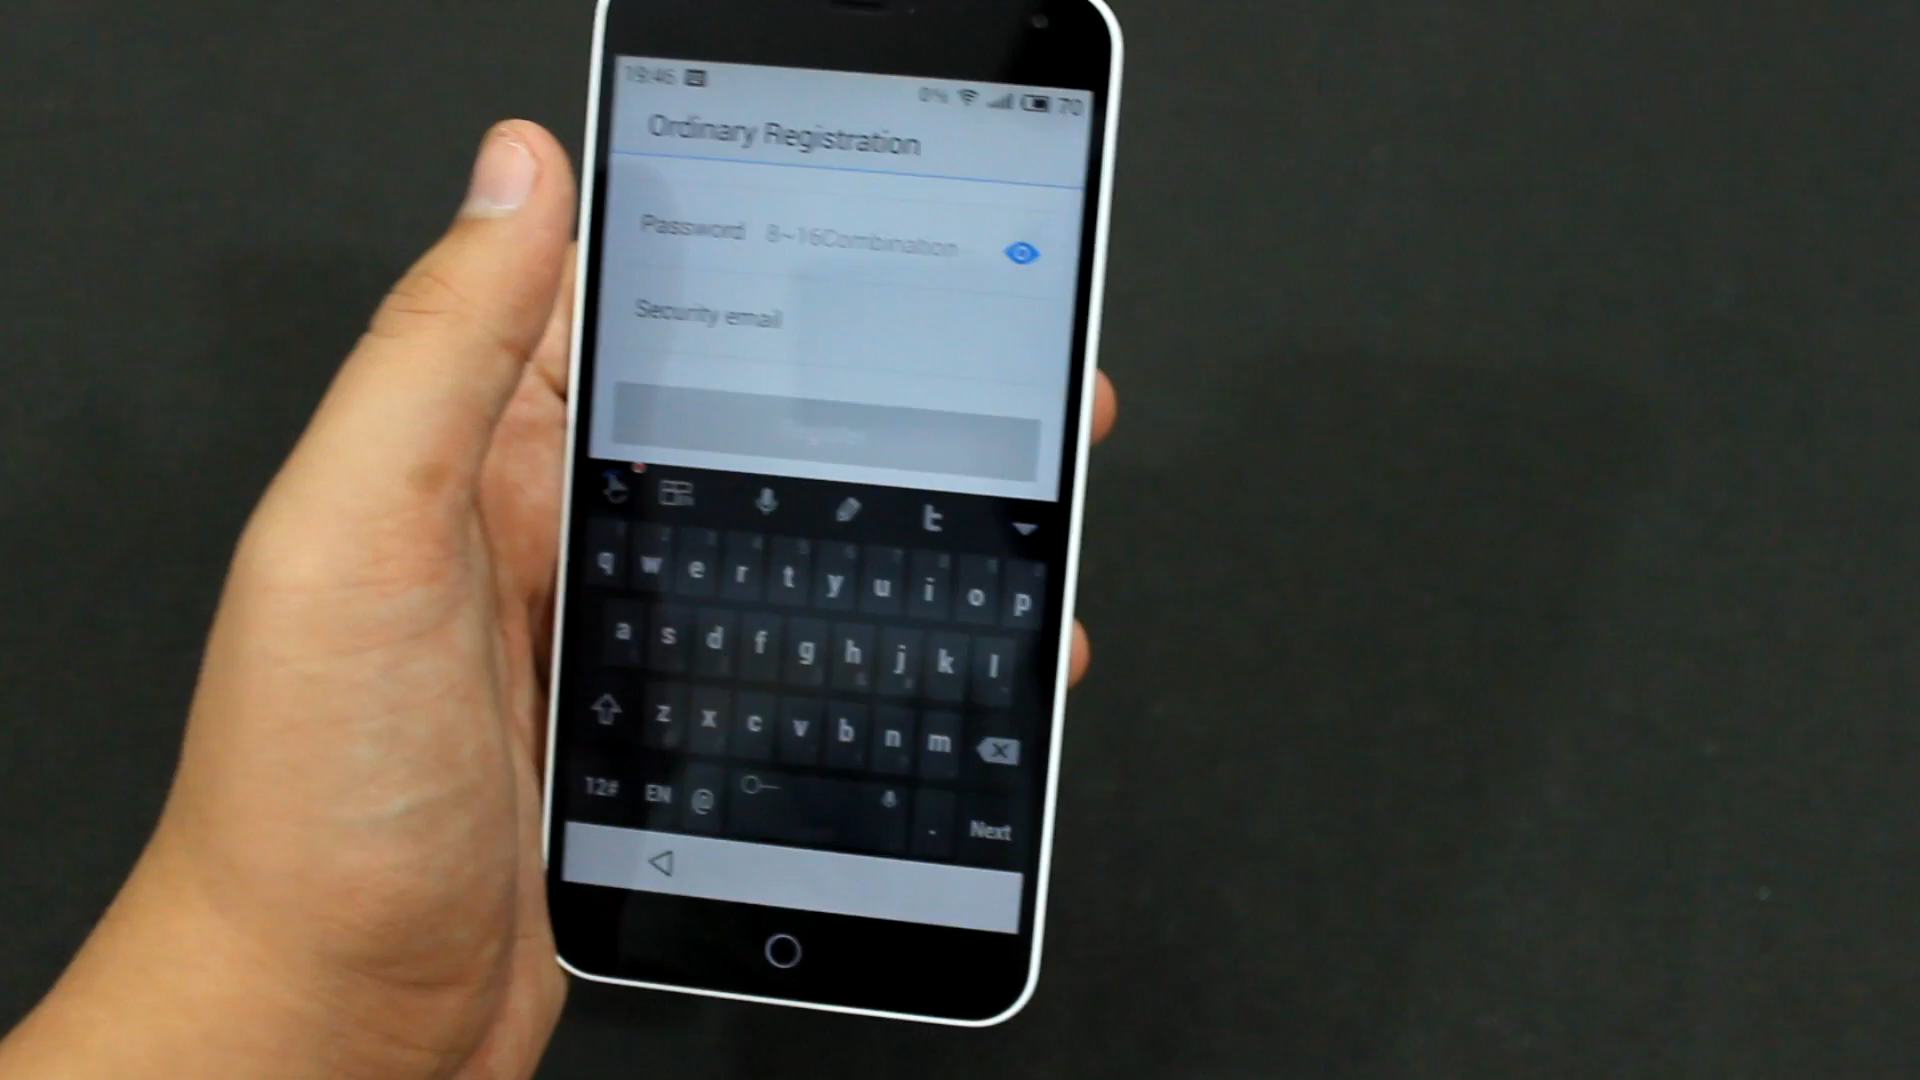 19:46
0% 70
Ordinary Registration
Password 8~16Combination
Security email
q w e r t y u i o p
a s d f g h j k l
z x c v b n m
12# EN @ . Next